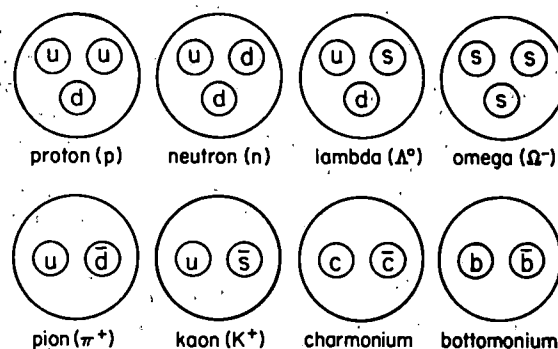 u u u d u s s s
d d d s
proton (p) neutron (n) lambda (Λ°) omega (Ω⁻)
u d̄ u s̄ c c̄ b b̄
pion (π⁺) kaon (K⁺) charmonium bottomonium